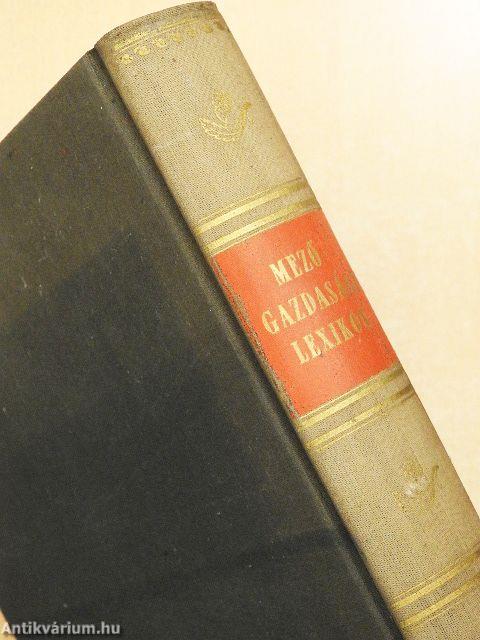 MEZŐ
GAZDASÁG
LEXIKON
Antikvárium.hu